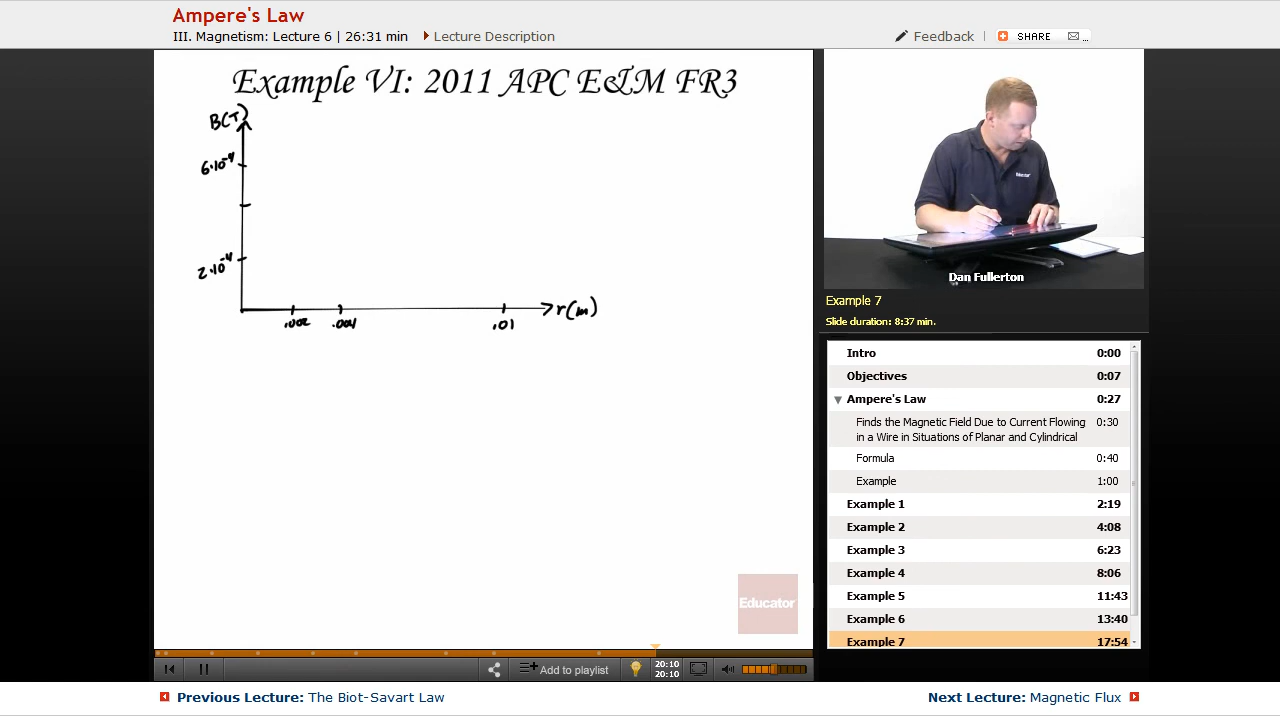 Ampere's Law
III. Magnetism: Lecture 6 | 26:31 min
Lecture Description
Feedback
SHARE
...
Example VI: 2011 APC E&M FR3
B(T)
6·10⁻⁴
2·10⁻⁴
.002
.004
.01
r(m)
Educator
Educator
Dan Fullerton
Example 7
Slide duration: 8:37 min.
Intro 0:00
Objectives 0:07
Ampere's Law 0:27
Finds the Magnetic Field Due to Current Flowing 0:30
in a Wire in Situations of Planar and Cylindrical
Formula 0:40
Example 1:00
Example 1 2:19
Example 2 4:08
Example 3 6:23
Example 4 8:06
Example 5 11:43
Example 6 13:40
Example 7 17:54
Add to playlist
20:10
20:10
Previous Lecture: The Biot-Savart Law
Next Lecture: Magnetic Flux